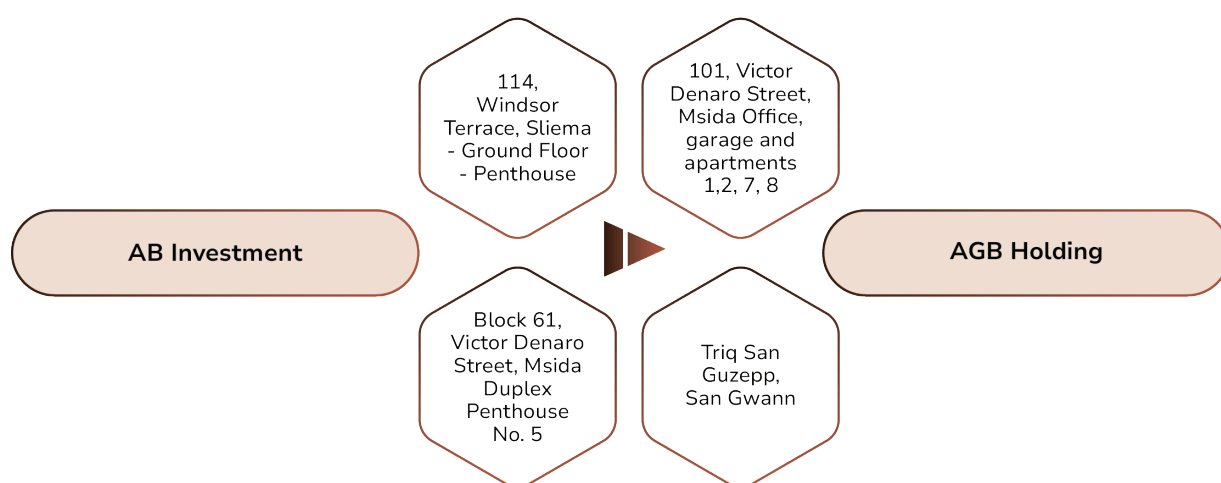 AB Investment
114,
Windsor
Terrace, Sliema
- Ground Floor
- Penthouse
101, Victor
Denaro Street,
Msida Office,
garage and
apartments
1,2, 7, 8
Block 61,
Victor Denaro
Street, Msida
Duplex
Penthouse
No. 5
Triq San
Guzepp,
San Gwann
AGB Holding